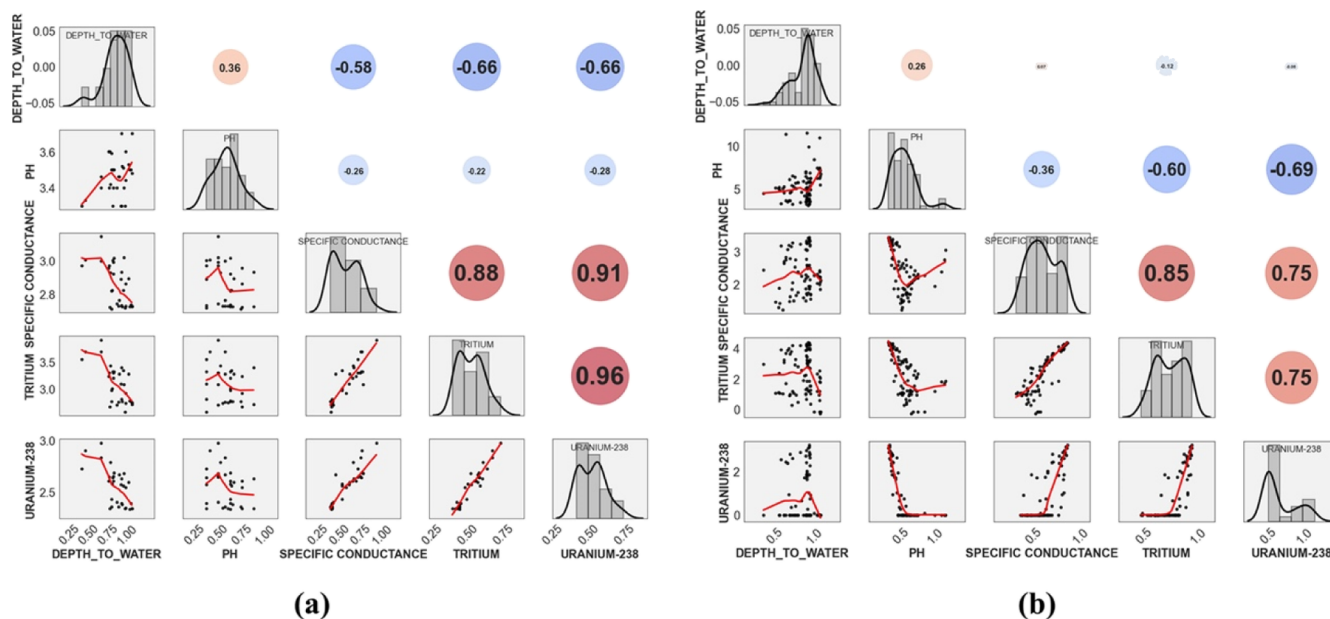 DEPTH_TO_WATER
0.05
0.00
−0.05
DEPTH_TO_WATER
0.36
-0.58
-0.66
-0.66
PH
3.6
3.4
PH
-0.26
-0.22
-0.28
SPECIFIC CONDUCTANCE
3.0
2.8
SPECIFIC CONDUCTANCE
0.88
0.91
TRITIUM
3.5
3.0
TRITIUM
0.96
URANIUM-238
3.0
2.5
URANIUM-238
0.25 0.50 0.75 1.00
0.25 0.50 0.75 1.00
0.25 0.50 0.75 1.00
0.25 0.50 0.75
0.25 0.50 0.75
DEPTH_TO_WATER PH SPECIFIC CONDUCTANCE TRITIUM URANIUM-238
(a)
DEPTH_TO_WATER
0.05
0.00
−0.05
DEPTH_TO_WATER
0.26
-0.12
PH
10
5
PH
-0.36
-0.60
-0.69
SPECIFIC CONDUCTANCE
3
2
SPECIFIC CONDUCTANCE
0.85
0.75
TRITIUM
4
2
0
TRITIUM
0.75
URANIUM-238
2
0
URANIUM-238
0.5 1.0
0.5 1.0
0.5 1.0
0.5 1.0
0.5 1.0
DEPTH_TO_WATER PH SPECIFIC CONDUCTANCE TRITIUM URANIUM-238
(b)